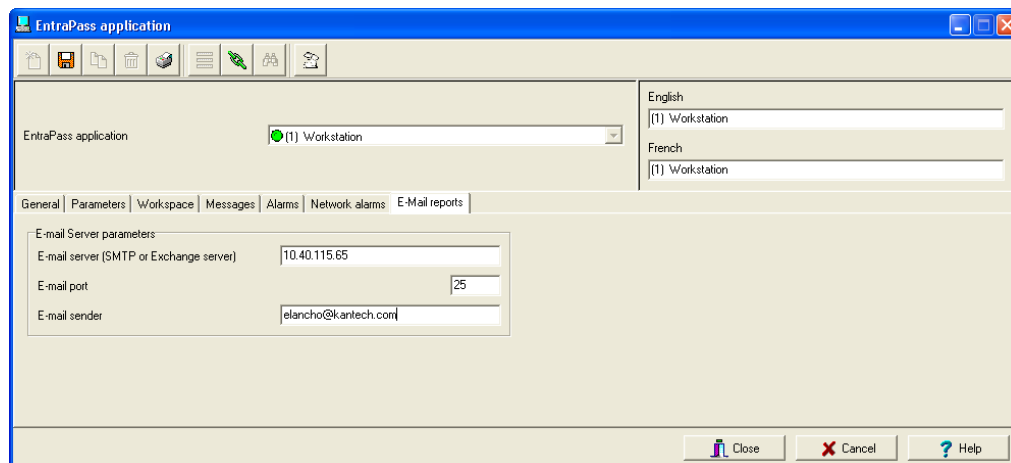 EntraPass application
EntraPass application
(1) Workstation
English
(1) Workstation
French
(1) Workstation
General Parameters Workspace Messages Alarms Network alarms E-Mail reports
E-mail Server parameters
E-mail server (SMTP or Exchange server) 10.40.115.65
E-mail port 25
E-mail sender elancho@kantech.com
Close Cancel Help